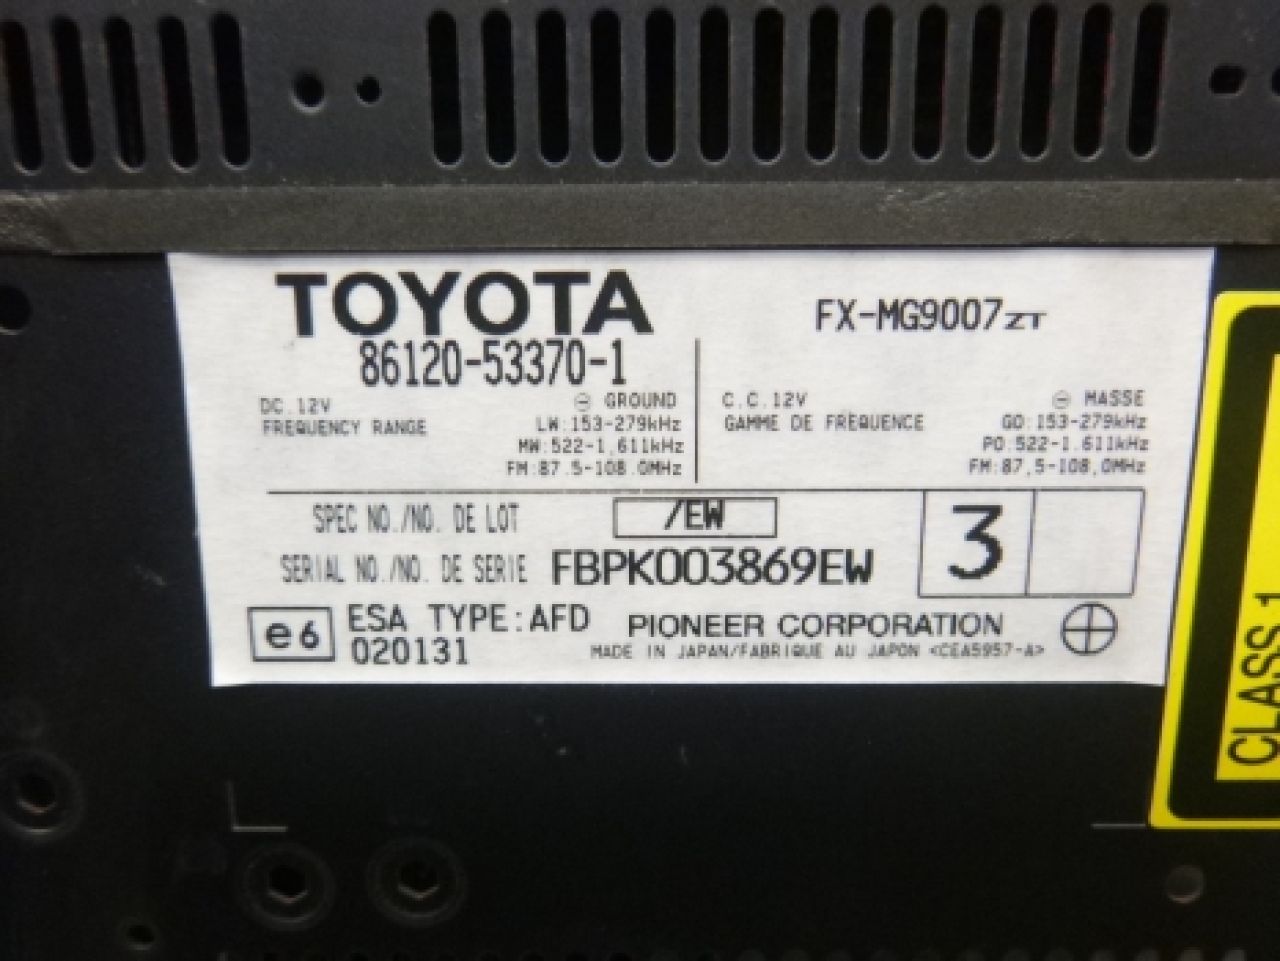 TOYOTA
86120-53370-1
FX-MG9007ZT
DC.12V ⊖ GROUND
FREQUENCY RANGE LW:153-279kHz
MW:522-1,611kHz
FM:87.5-108.0MHz
C.C.12V ⊖ MASSE
GAMME DE FRÉQUENCE GO:153-279kHz
PO:522-1.611kHz
FM:87,5-108,0MHz
SPEC NO./NO. DE LOT /EW
SERIAL NO./NO. DE SERIE FBPK003869EW
3
e6 ESA TYPE:AFD
020131
PIONEER CORPORATION
MADE IN JAPAN/FABRIQUE AU JAPON <CEA5957-A>
CLASS 1